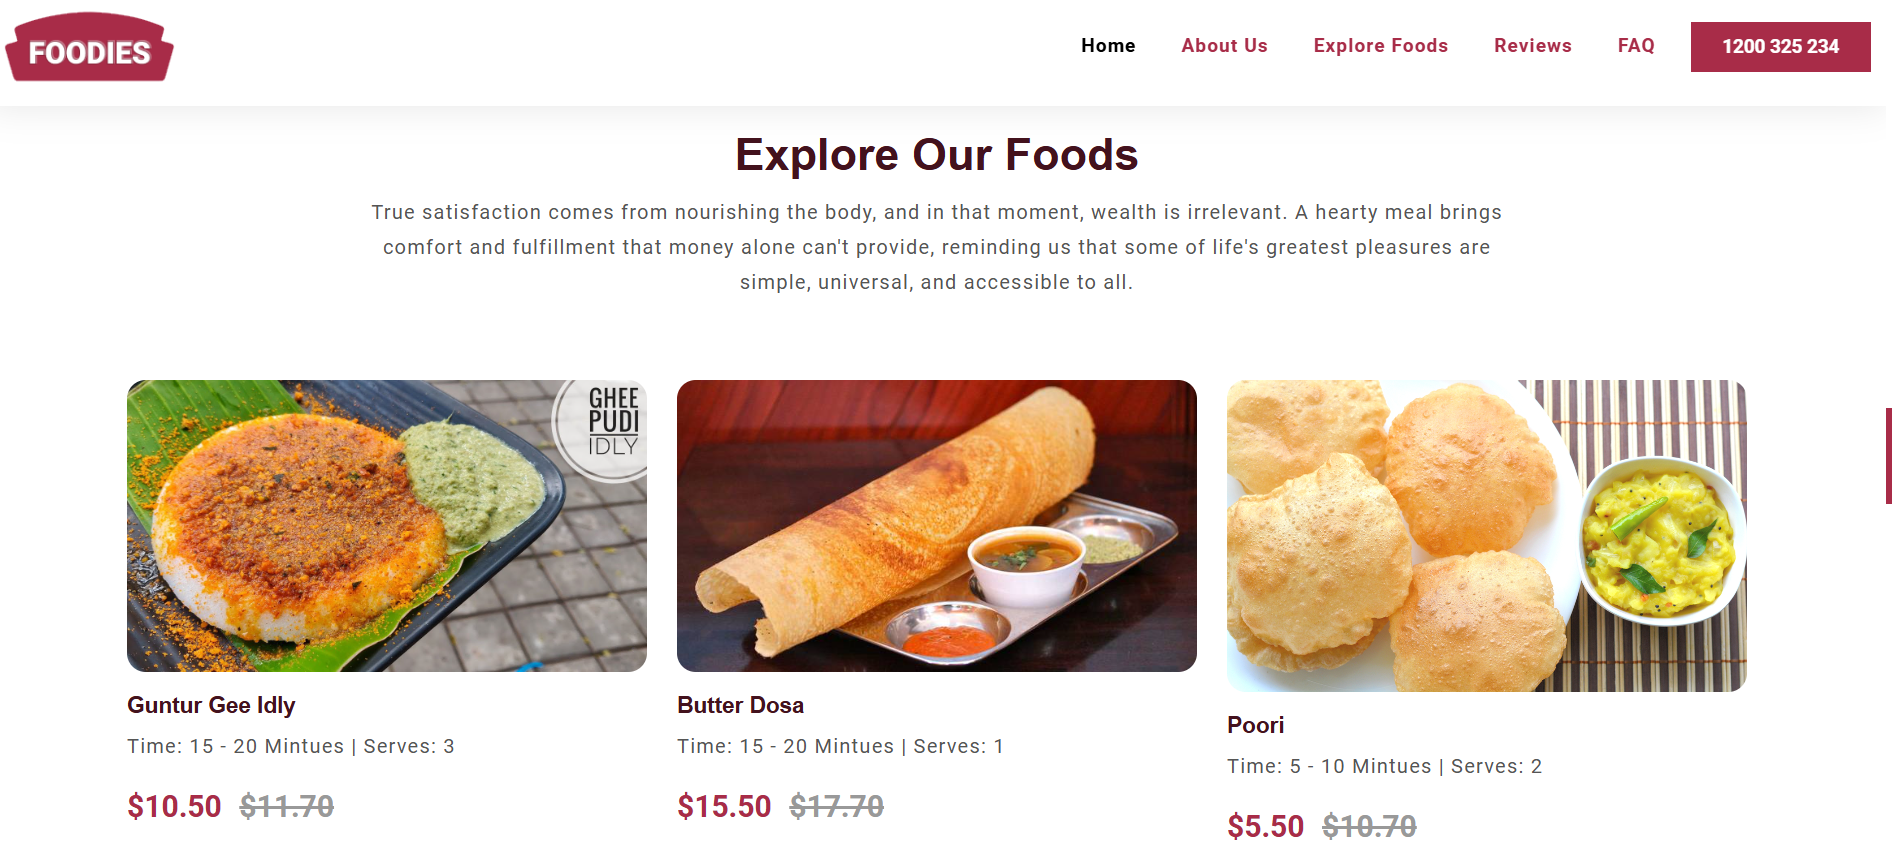 FOODIES
Home About Us Explore Foods Reviews FAQ 1200 325 234
Explore Our Foods
True satisfaction comes from nourishing the body, and in that moment, wealth is irrelevant. A hearty meal brings
comfort and fulfillment that money alone can't provide, reminding us that some of life's greatest pleasures are
simple, universal, and accessible to all.
GHEE
PUDI
IDLY
Guntur Gee Idly
Time: 15 - 20 Mintues | Serves: 3
$10.50 $11.70
Butter Dosa
Time: 15 - 20 Mintues | Serves: 1
$15.50 $17.70
Poori
Time: 5 - 10 Mintues | Serves: 2
$5.50 $10.70